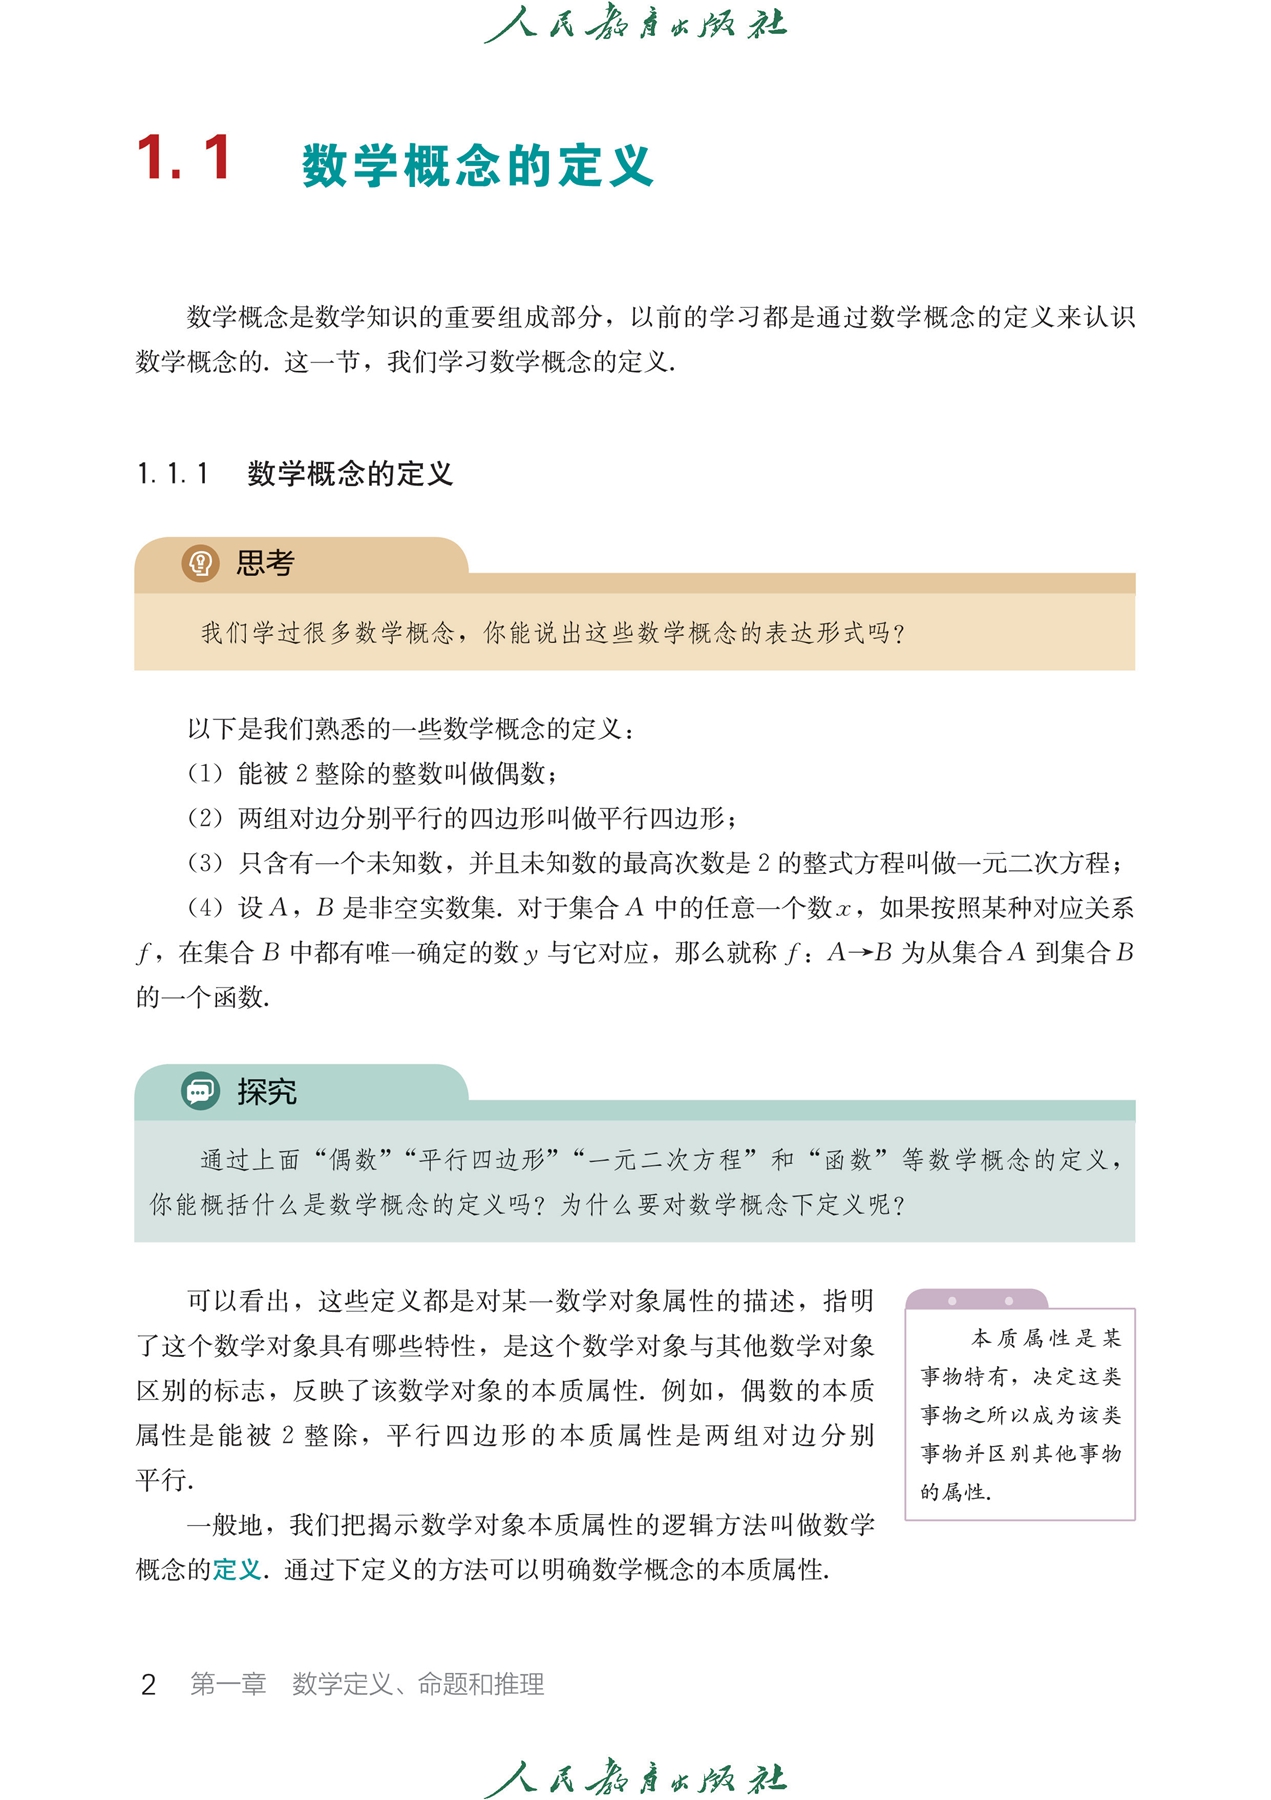 人民教育出版社
1.1 数学概念的定义
数学概念是数学知识的重要组成部分，以前的学习都是通过数学概念的定义来认识
数学概念的. 这一节，我们学习数学概念的定义.
1.1.1 数学概念的定义
思考
我们学过很多数学概念，你能说出这些数学概念的表达形式吗？
以下是我们熟悉的一些数学概念的定义：
（1）能被 2 整除的整数叫做偶数；
（2）两组对边分别平行的四边形叫做平行四边形；
（3）只含有一个未知数，并且未知数的最高次数是 2 的整式方程叫做一元二次方程；
（4）设 A，B 是非空实数集. 对于集合 A 中的任意一个数 x，如果按照某种对应关系
f，在集合 B 中都有唯一确定的数 y 与它对应，那么就称 f：A→B 为从集合 A 到集合 B
的一个函数.
探究
通过上面“偶数”“平行四边形”“一元二次方程”和“函数”等数学概念的定义，
你能概括什么是数学概念的定义吗？为什么要对数学概念下定义呢？
可以看出，这些定义都是对某一数学对象属性的描述，指明
了这个数学对象具有哪些特性，是这个数学对象与其他数学对象
区别的标志，反映了该数学对象的本质属性. 例如，偶数的本质
属性是能被 2 整除，平行四边形的本质属性是两组对边分别
平行.
一般地，我们把揭示数学对象本质属性的逻辑方法叫做数学
概念的定义. 通过下定义的方法可以明确数学概念的本质属性.
本质属性是某
事物特有，决定这类
事物之所以成为该类
事物并区别其他事物
的属性.
2 第一章 数学定义、命题和推理
人民教育出版社